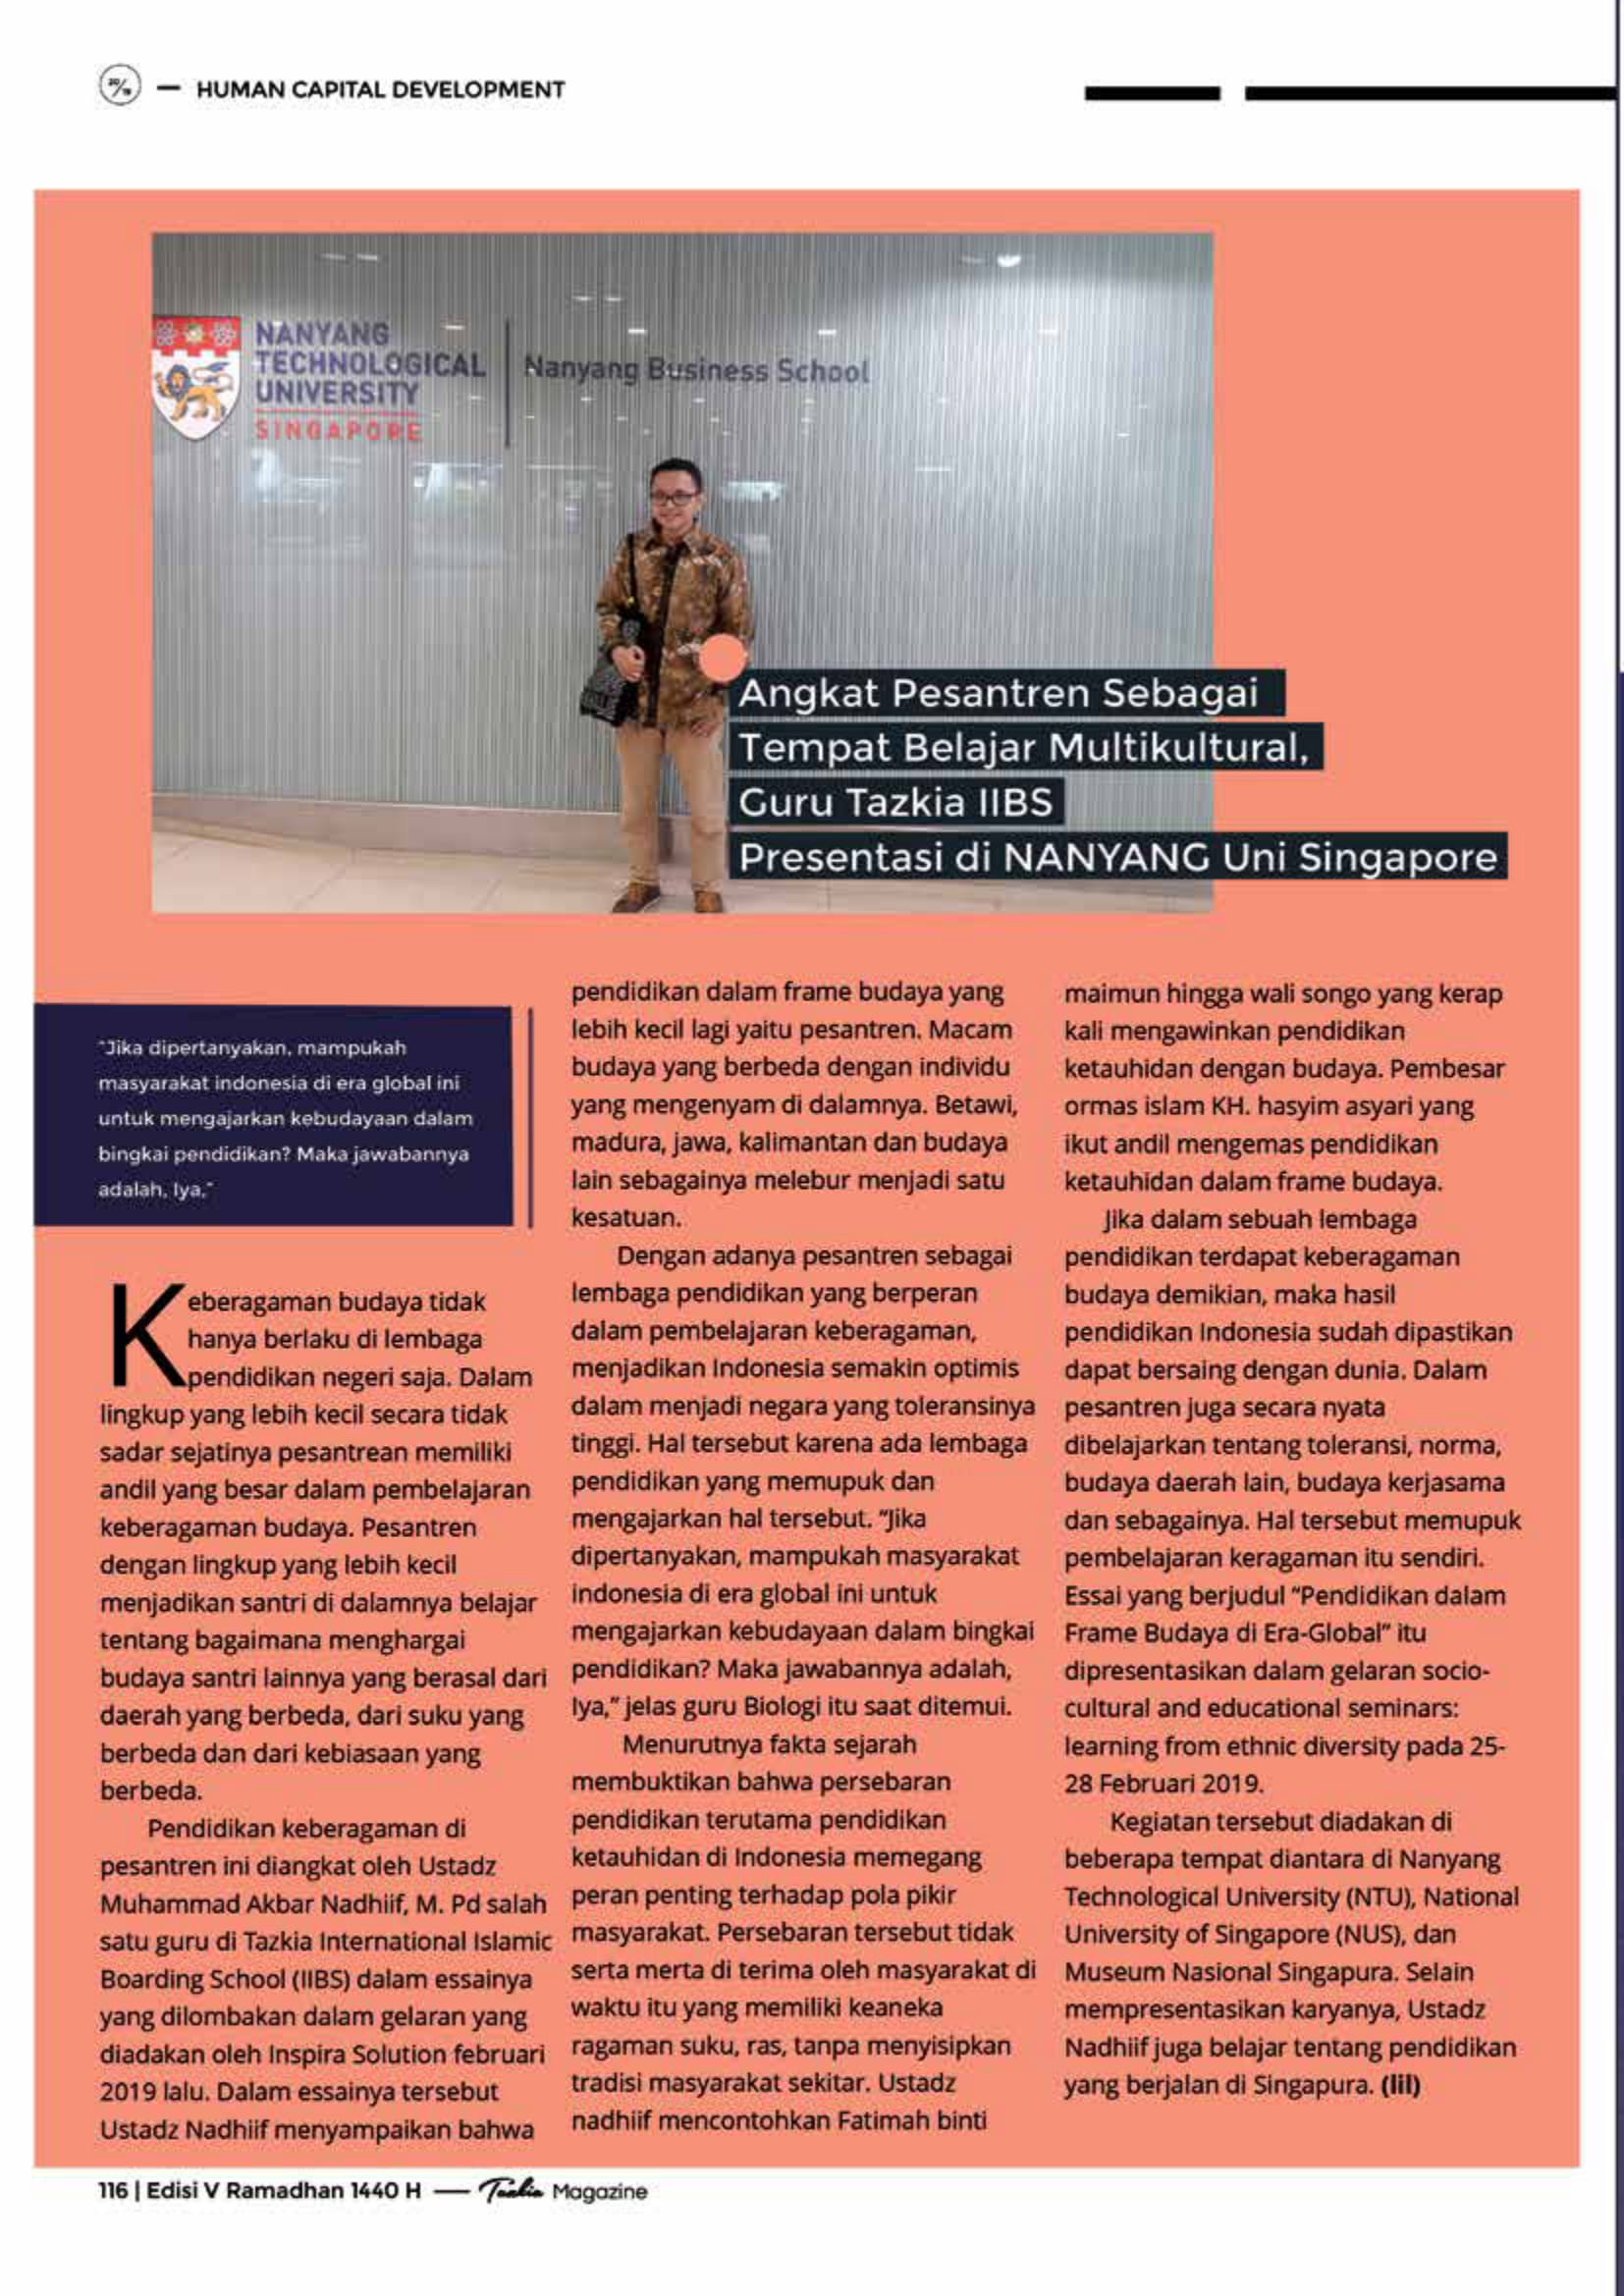 20/19 — HUMAN CAPITAL DEVELOPMENT
NANYANG
TECHNOLOGICAL
UNIVERSITY
SINGAPORE
Nanyang Business School
Angkat Pesantren Sebagai
Tempat Belajar Multikultural,
Guru Tazkia IIBS
Presentasi di NANYANG Uni Singapore
"Jika dipertanyakan, mampukah
masyarakat indonesia di era global ini
untuk mengajarkan kebudayaan dalam
bingkai pendidikan? Maka jawabannya
adalah, Iya,"
Keberagaman budaya tidak
hanya berlaku di lembaga
pendidikan negeri saja. Dalam
lingkup yang lebih kecil secara tidak
sadar sejatinya pesantrean memiliki
andil yang besar dalam pembelajaran
keberagaman budaya. Pesantren
dengan lingkup yang lebih kecil
menjadikan santri di dalamnya belajar
tentang bagaimana menghargai
budaya santri lainnya yang berasal dari
daerah yang berbeda, dari suku yang
berbeda dan dari kebiasaan yang
berbeda.
Pendidikan keberagaman di
pesantren ini diangkat oleh Ustadz
Muhammad Akbar Nadhiif, M. Pd salah
satu guru di Tazkia International Islamic
Boarding School (IIBS) dalam essainya
yang dilombakan dalam gelaran yang
diadakan oleh Inspira Solution februari
2019 lalu. Dalam essainya tersebut
Ustadz Nadhiif menyampaikan bahwa
pendidikan dalam frame budaya yang
lebih kecil lagi yaitu pesantren. Macam
budaya yang berbeda dengan individu
yang mengenyam di dalamnya. Betawi,
madura, jawa, kalimantan dan budaya
lain sebagainya melebur menjadi satu
kesatuan.
Dengan adanya pesantren sebagai
lembaga pendidikan yang berperan
dalam pembelajaran keberagaman,
menjadikan Indonesia semakin optimis
dalam menjadi negara yang toleransinya
tinggi. Hal tersebut karena ada lembaga
pendidikan yang memupuk dan
mengajarkan hal tersebut. "Jika
dipertanyakan, mampukah masyarakat
indonesia di era global ini untuk
mengajarkan kebudayaan dalam bingkai
pendidikan? Maka jawabannya adalah,
Iya," jelas guru Biologi itu saat ditemui.
Menurutnya fakta sejarah
membuktikan bahwa persebaran
pendidikan terutama pendidikan
ketauhidan di Indonesia memegang
peran penting terhadap pola pikir
masyarakat. Persebaran tersebut tidak
serta merta di terima oleh masyarakat di
waktu itu yang memiliki keaneka
ragaman suku, ras, tanpa menyisipkan
tradisi masyarakat sekitar. Ustadz
nadhiif mencontohkan Fatimah binti
maimun hingga wali songo yang kerap
kali mengawinkan pendidikan
ketauhidan dengan budaya. Pembesar
ormas islam KH. hasyim asyari yang
ikut andil mengemas pendidikan
ketauhidan dalam frame budaya.
Jika dalam sebuah lembaga
pendidikan terdapat keberagaman
budaya demikian, maka hasil
pendidikan Indonesia sudah dipastikan
dapat bersaing dengan dunia. Dalam
pesantren juga secara nyata
dibelajarkan tentang toleransi, norma,
budaya daerah lain, budaya kerjasama
dan sebagainya. Hal tersebut memupuk
pembelajaran keragaman itu sendiri.
Essai yang berjudul "Pendidikan dalam
Frame Budaya di Era-Global" itu
dipresentasikan dalam gelaran socio-
cultural and educational seminars:
learning from ethnic diversity pada 25-
28 Februari 2019.
Kegiatan tersebut diadakan di
beberapa tempat diantara di Nanyang
Technological University (NTU), National
University of Singapore (NUS), dan
Museum Nasional Singapura. Selain
mempresentasikan karyanya, Ustadz
Nadhiif juga belajar tentang pendidikan
yang berjalan di Singapura. (lil)
116 | Edisi V Ramadhan 1440 H — Tazkia Magazine